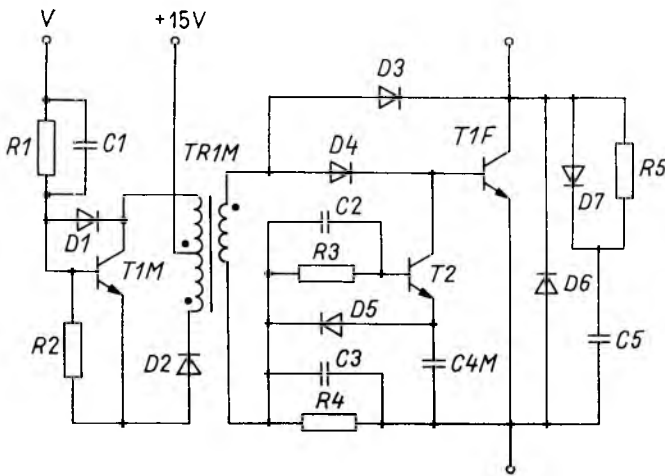 V
+15V
D3
R1
C1
TR1M
D4
T1F
D7
R5
D1
T1M
C2
R3
T2
D6
R2
D2
D5
C3
C4M
C5
R4